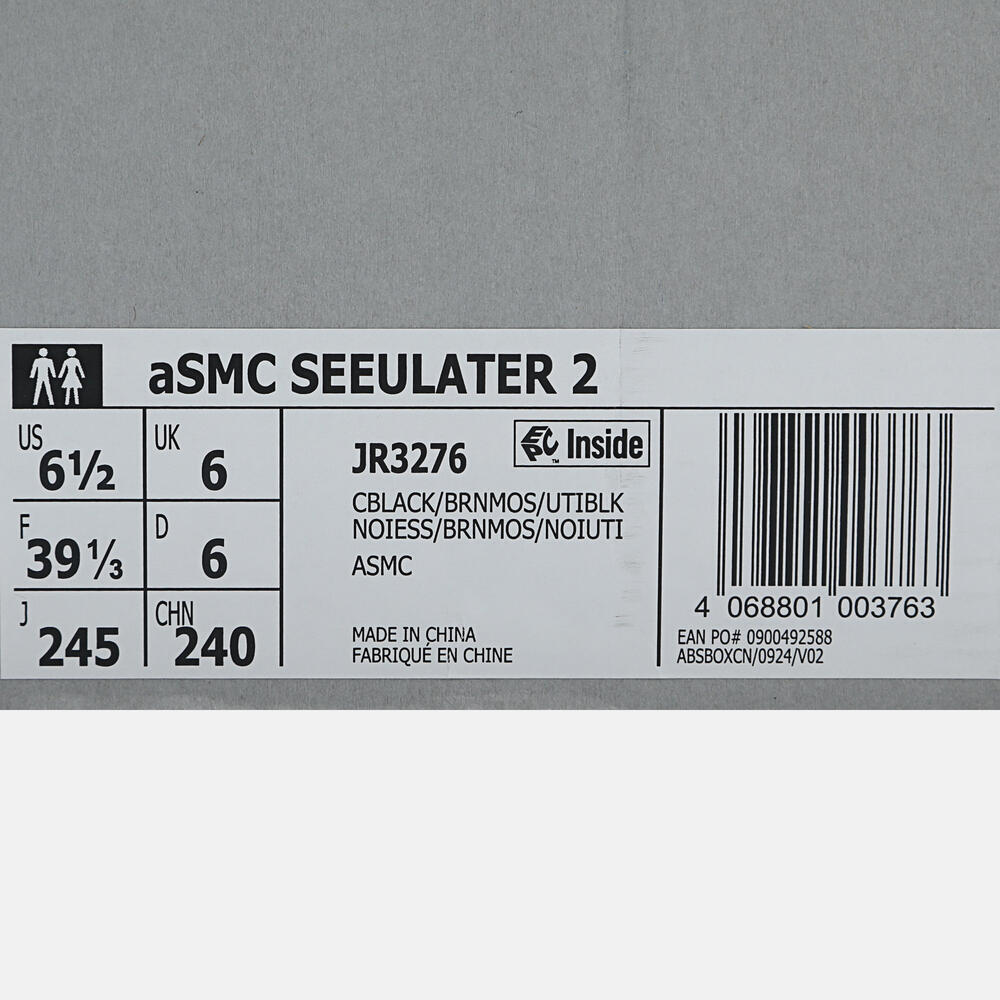 aSMC SEEULATER 2
US 6½ UK 6
F 39⅓ D 6
J 245 CHN 240
JR3276 EPC Inside™
CBLACK/BRNMOS/UTIBLK
NOIESS/BRNMOS/NOIUTI
ASMC
MADE IN CHINA
FABRIQUÉ EN CHINE
4 068801 003763
EAN PO# 0900492588
ABSBOXCN/0924/V02